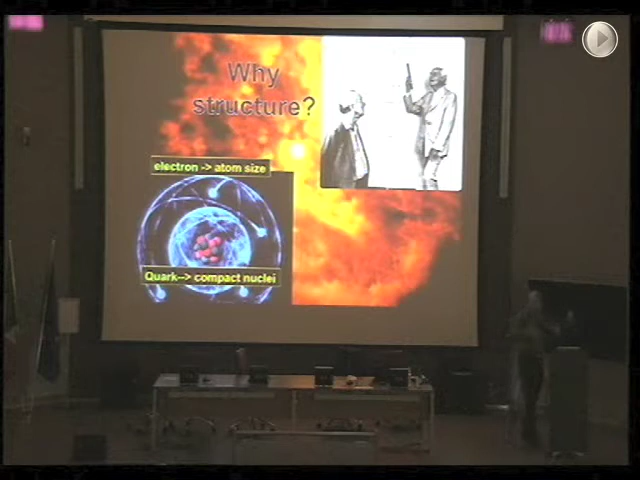 Why
structure?
electron -> atom size
Quark--> compact nuclei